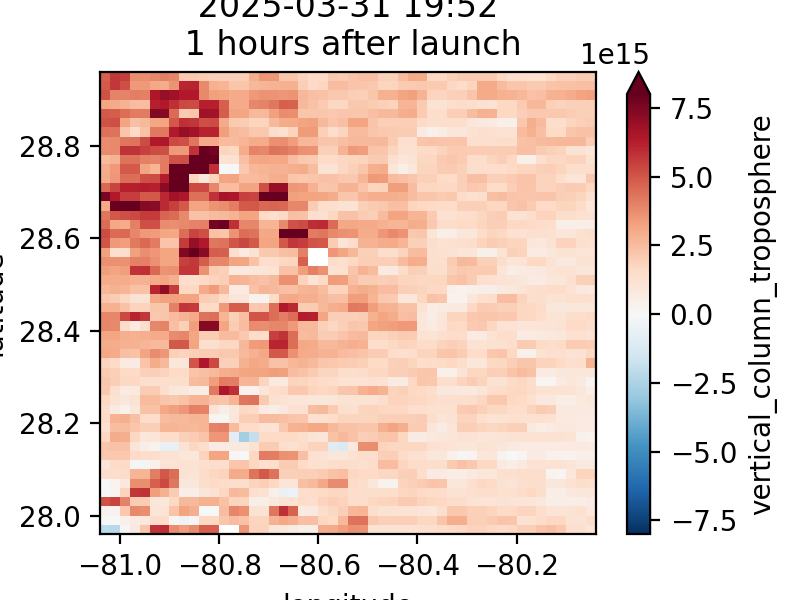 2025-03-31 19:52
1 hours after launch
1e15
28.8
28.6
28.4
28.2
28.0
−81.0 −80.8 −80.6 −80.4 −80.2
longitude
latitude
7.5
5.0
2.5
0.0
−2.5
−5.0
−7.5
vertical_column_troposphere